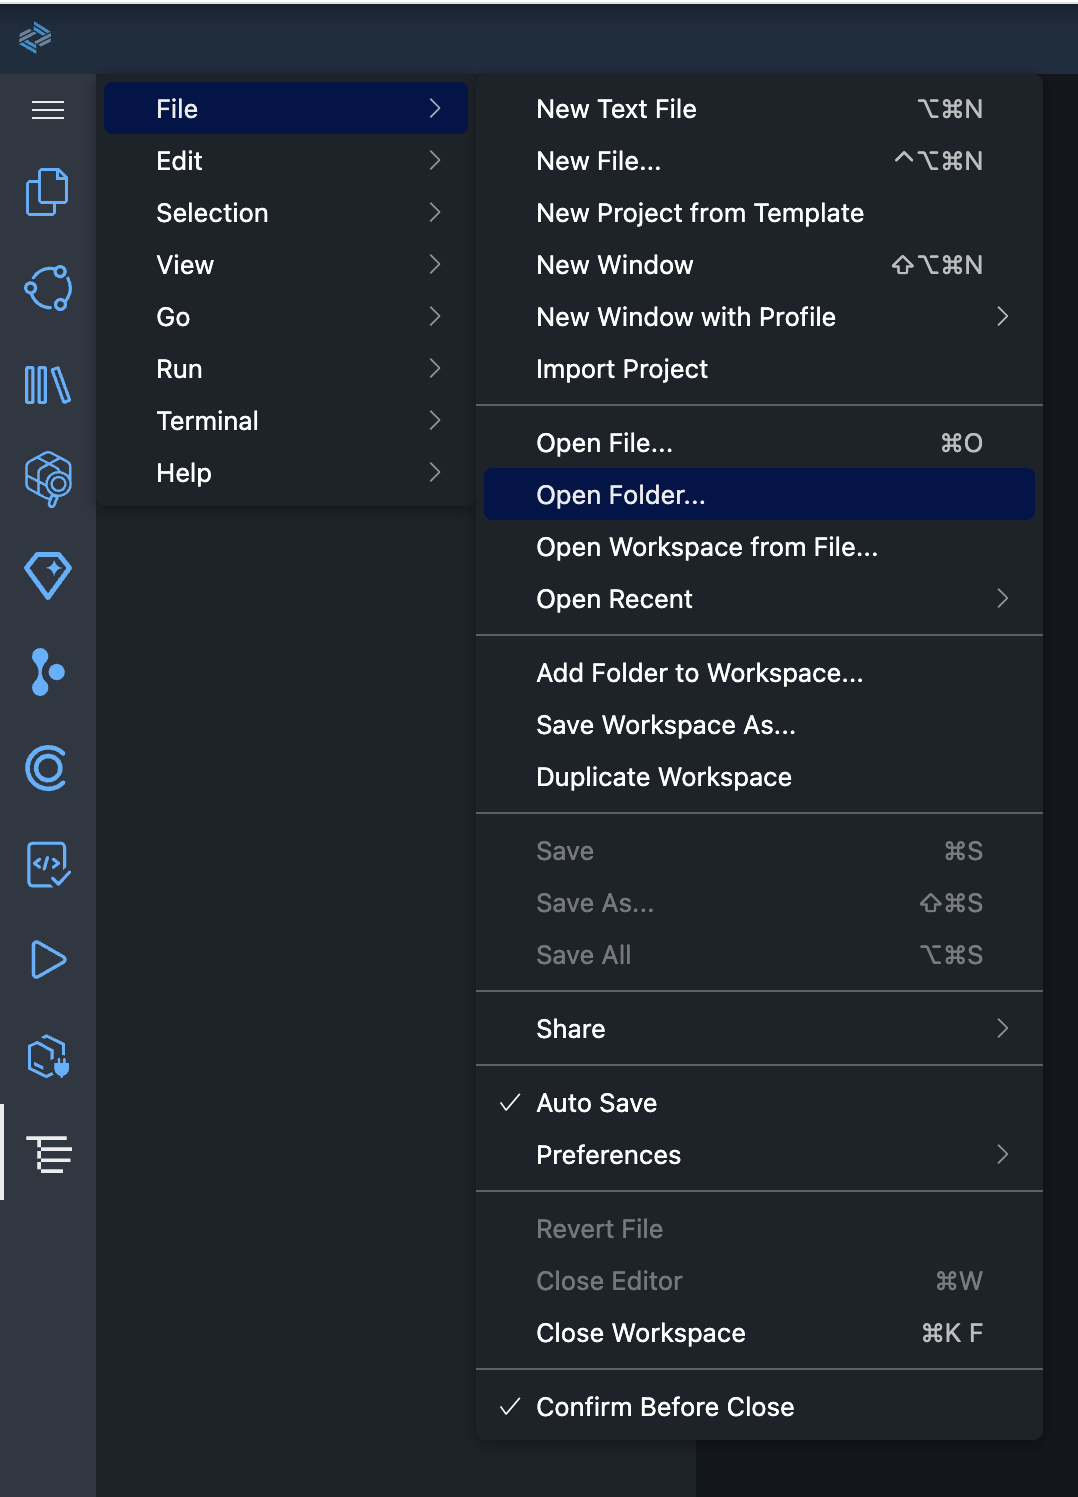 File
Edit
Selection
View
Go
Run
Terminal
Help
New Text File ⌥⌘N
New File... ^⌥⌘N
New Project from Template
New Window ⇧⌥⌘N
New Window with Profile
Import Project
Open File... ⌘O
Open Folder...
Open Workspace from File...
Open Recent
Add Folder to Workspace...
Save Workspace As...
Duplicate Workspace
Save ⌘S
Save As... ⇧⌘S
Save All ⌥⌘S
Share
✓ Auto Save
Preferences
Revert File
Close Editor ⌘W
Close Workspace ⌘K F
✓ Confirm Before Close